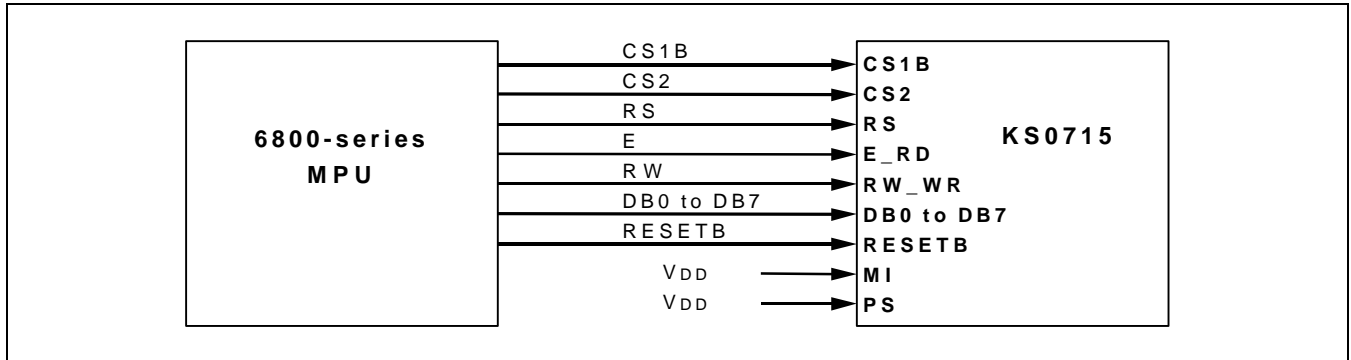 6800-series
MPU
CS1B
CS2
RS
E
RW
DB0 to DB7
RESETB
VDD
VDD
CS1B
CS2
RS
E_RD
RW_WR
DB0 to DB7
RESETB
MI
PS
KS0715